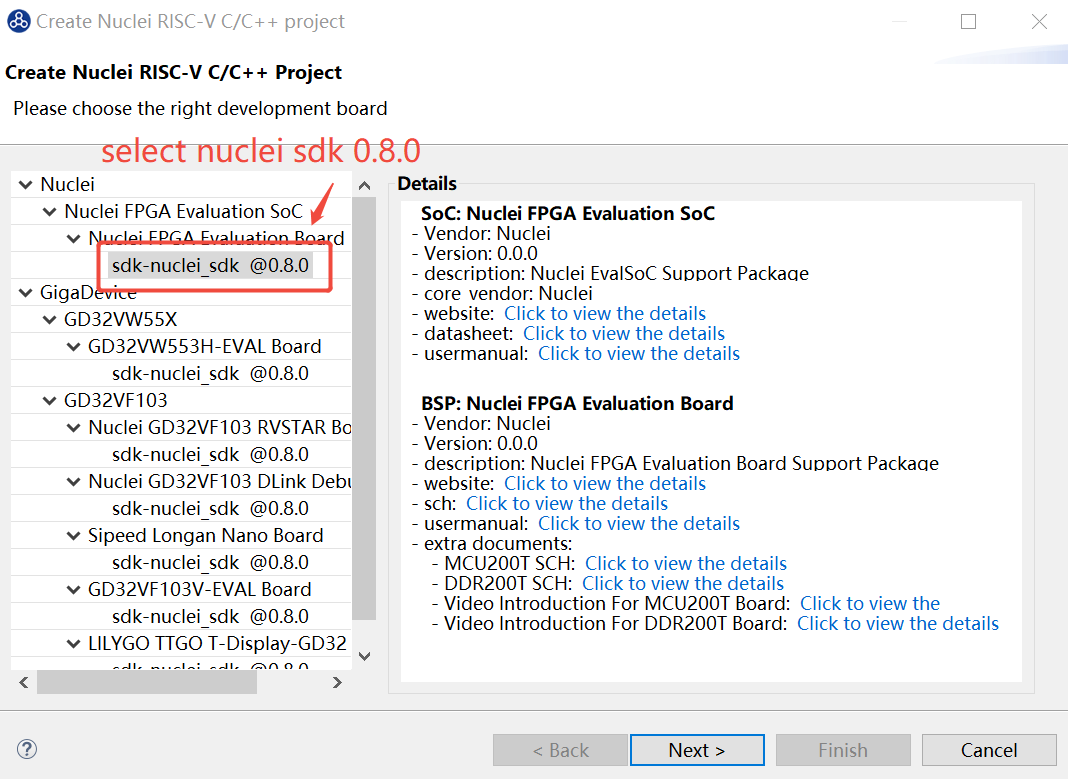 Create Nuclei RISC-V C/C++ project
Create Nuclei RISC-V C/C++ Project
Please choose the right development board
select nuclei sdk 0.8.0
Nuclei
Nuclei FPGA Evaluation SoC
Nuclei FPGA Evaluation Board
sdk-nuclei_sdk @0.8.0
GigaDevice
GD32VW55X
GD32VW553H-EVAL Board
sdk-nuclei_sdk @0.8.0
GD32VF103
Nuclei GD32VF103 RVSTAR Bo
sdk-nuclei_sdk @0.8.0
Nuclei GD32VF103 DLink Debu
sdk-nuclei_sdk @0.8.0
Sipeed Longan Nano Board
sdk-nuclei_sdk @0.8.0
GD32VF103V-EVAL Board
sdk-nuclei_sdk @0.8.0
LILYGO TTGO T-Display-GD32
sdk-nuclei_sdk @0.8.0
Details
SoC: Nuclei FPGA Evaluation SoC
- Vendor: Nuclei
- Version: 0.0.0
- description: Nuclei EvalSoC Support Package
- core_vendor: Nuclei
- website: Click to view the details
- datasheet: Click to view the details
- usermanual: Click to view the details
BSP: Nuclei FPGA Evaluation Board
- Vendor: Nuclei
- Version: 0.0.0
- description: Nuclei FPGA Evaluation Board Support Package
- website: Click to view the details
- sch: Click to view the details
- usermanual: Click to view the details
- extra documents:
- MCU200T SCH: Click to view the details
- DDR200T SCH: Click to view the details
- Video Introduction For MCU200T Board: Click to view the
- Video Introduction For DDR200T Board: Click to view the details
?
< Back
Next >
Finish
Cancel